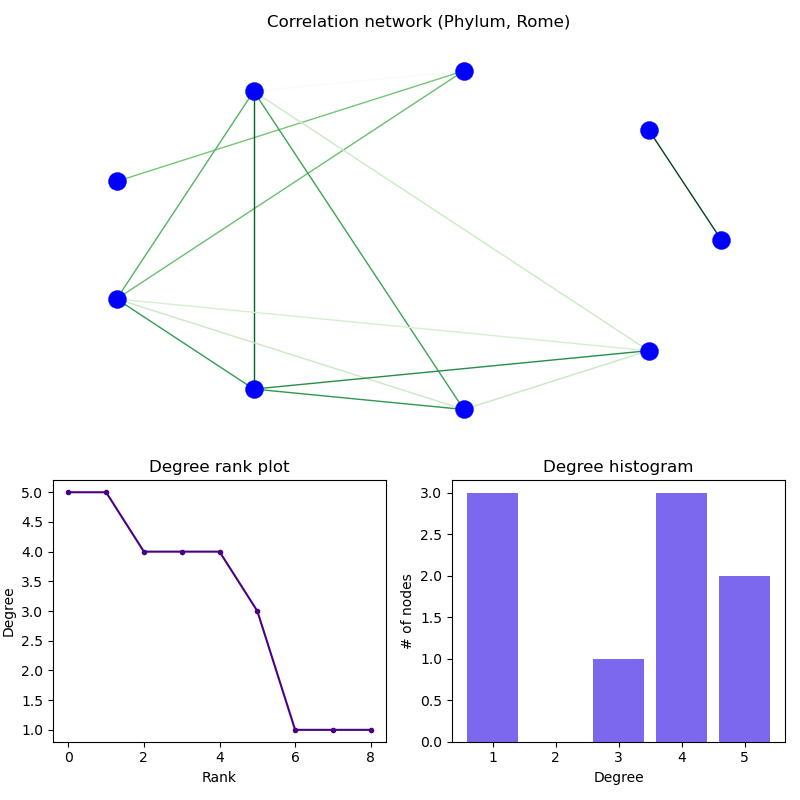 Correlation network (Phylum, Rome)
Degree rank plot
5.0
4.5
4.0
3.5
3.0
2.5
2.0
1.5
1.0
Degree
0 2 4 6 8
Rank
Degree histogram
3.0
2.5
2.0
1.5
1.0
0.5
0.0
# of nodes
1 2 3 4 5
Degree